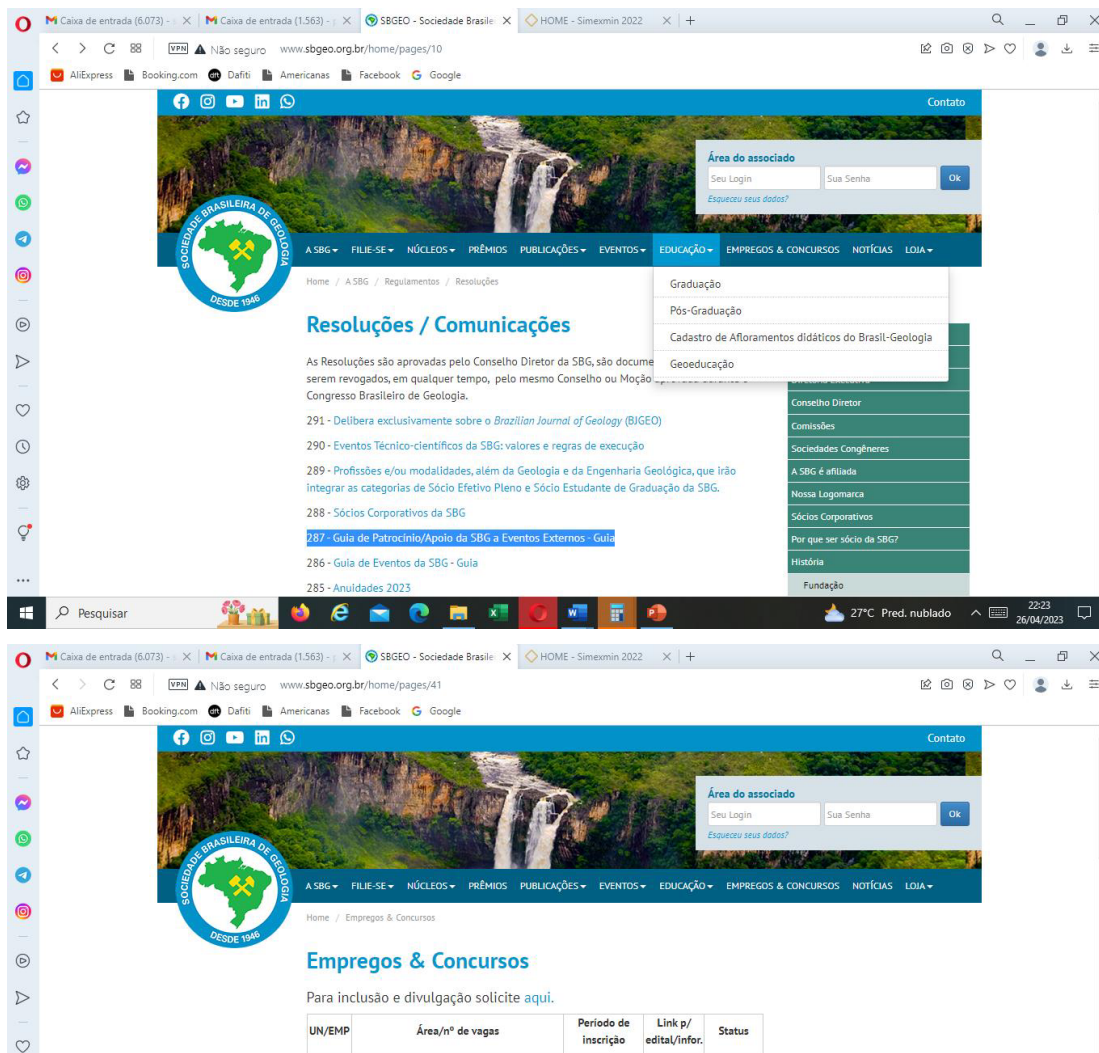 Caixa de entrada (6.073) -
Caixa de entrada (1.563) - p
SBGEO - Sociedade Brasile
HOME - Simexmin 2022
VPN
Não seguro
www.sbgeo.org.br/home/pages/10
AliExpress
Booking.com
dft
Dafiti
Americanas
Facebook
Google
Contato
Área do associado
Seu Login
Sua Senha
Ok
Esqueceu seus dados?
SOCIEDADE BRASILEIRA DE GEOLOGIA
DESDE 1946
A SBG
FILIE-SE
NÚCLEOS
PRÊMIOS
PUBLICAÇÕES
EVENTOS
EDUCAÇÃO
EMPREGOS & CONCURSOS
NOTÍCIAS
LOJA
Home / A SBG / Regulamentos / Resoluções
Graduação
Pós-Graduação
Cadastro de Afloramentos didáticos do Brasil-Geologia
Geoeducação
Resoluções / Comunicações
As Resoluções são aprovadas pelo Conselho Diretor da SBG, são docume
serem revogados, em qualquer tempo, pelo mesmo Conselho ou Moção
Congresso Brasileiro de Geologia.
291 - Delibera exclusivamente sobre o Brazilian Journal of Geology (BJGEO)
290 - Eventos Técnico-científicos da SBG: valores e regras de execução
289 - Profissões e/ou modalidades, além da Geologia e da Engenharia Geológica, que irão
integrar as categorias de Sócio Efetivo Pleno e Sócio Estudante de Graduação da SBG.
288 - Sócios Corporativos da SBG
287 - Guia de Patrocínio/Apoio da SBG a Eventos Externos - Guia
286 - Guia de Eventos da SBG - Guia
285 - Anuidades 2023
Conselho Diretor
Comissões
Sociedades Congêneres
A SBG é afiliada
Nossa Logomarca
Sócios Corporativos
Por que ser sócio da SBG?
História
Fundação
Pesquisar
27°C Pred. nublado
22:23
26/04/2023
Caixa de entrada (6.073) -
Caixa de entrada (1.563) - p
SBGEO - Sociedade Brasile
HOME - Simexmin 2022
VPN
Não seguro
www.sbgeo.org.br/home/pages/41
AliExpress
Booking.com
dft
Dafiti
Americanas
Facebook
Google
Contato
Área do associado
Seu Login
Sua Senha
Ok
Esqueceu seus dados?
SOCIEDADE BRASILEIRA DE GEOLOGIA
DESDE 1946
A SBG
FILIE-SE
NÚCLEOS
PRÊMIOS
PUBLICAÇÕES
EVENTOS
EDUCAÇÃO
EMPREGOS & CONCURSOS
NOTÍCIAS
LOJA
Home / Empregos & Concursos
Empregos & Concursos
Para inclusão e divulgação solicite aqui.
UN/EMP
Área/nº de vagas
Período de
inscrição
Link p/
edital/infor.
Status